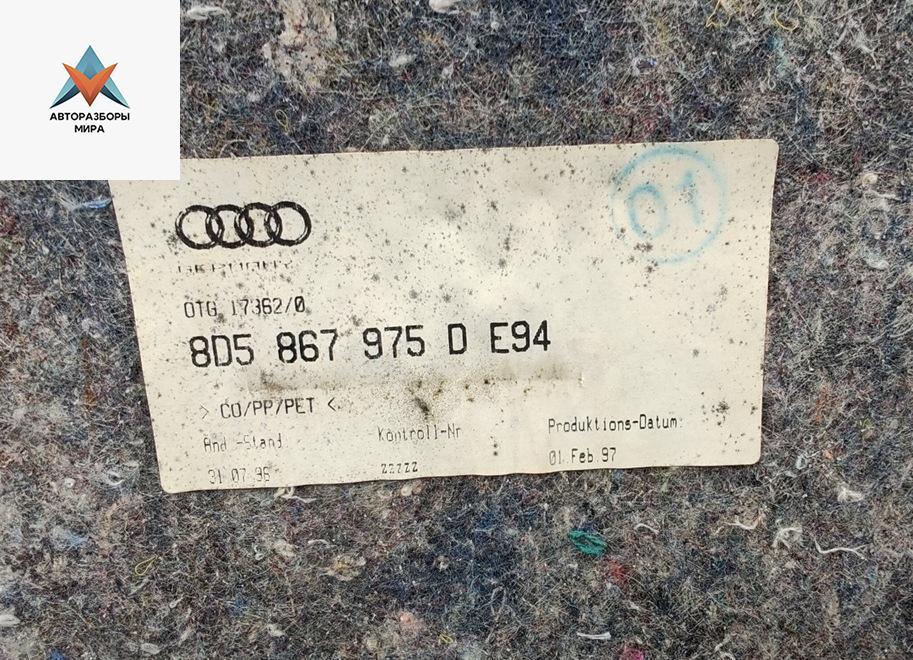 АВТОРАЗБОРЫ
МИРА
01
GERMANY
OTG 17362/0
8D5 867 975 D E94
> CO/PP/PET <
Änd.-Stand
Kontroll-Nr
Produktions-Datum:
31.07.96
ZZZZZ
01.Feb.97